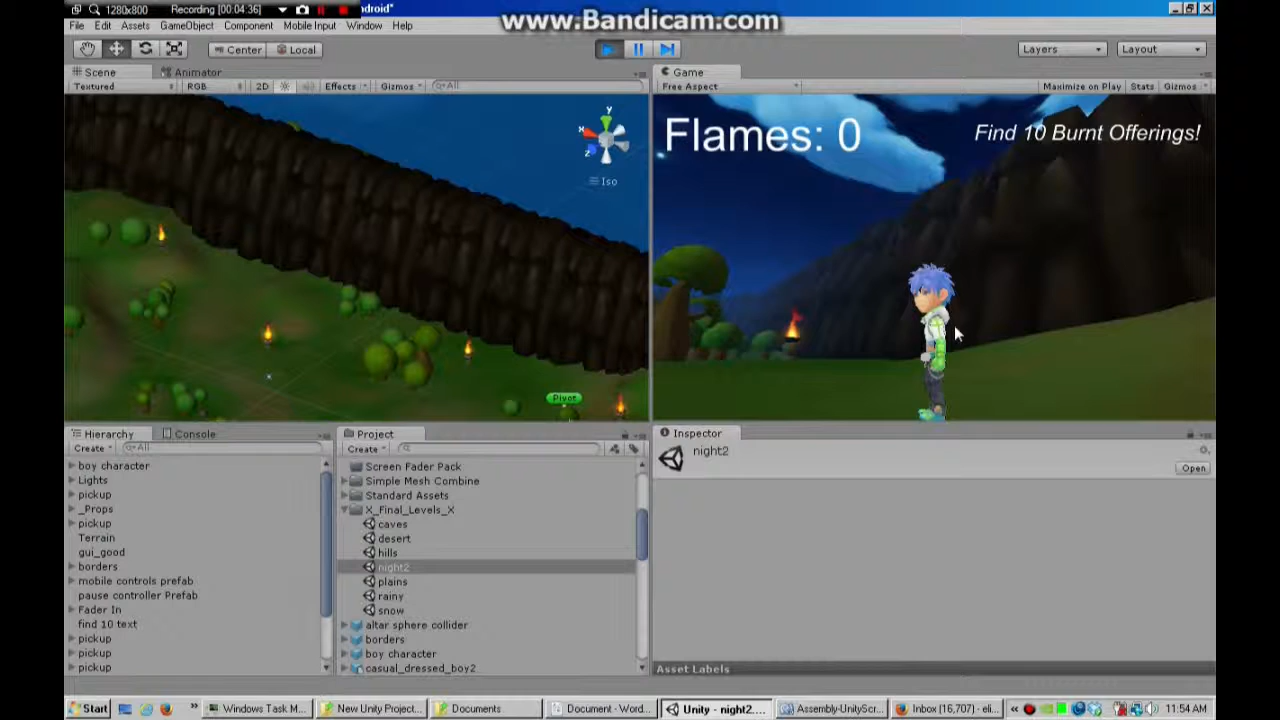 1280x800 Recording [00:04:36] ndroid*
www.Bandicam.com
File Edit Assets GameObject Component Mobile Input Window Help
Center Local Layers Layout
Scene Animator Game
Textured RGB 2D Effects Gizmos All Free Aspect Maximize on Play Stats Gizmos
y
x
z
Iso
Flames: 0
Find 10 Burnt Offerings!
Pivot
Hierarchy Console
Create All
boy character
Lights
pickup
_Props
pickup
Terrain
gui_good
borders
mobile controls prefab
pause controller Prefab
Fader In
find 10 text
pickup
pickup
pickup
Project
Create
Screen Fader Pack
Simple Mesh Combine
Standard Assets
X_Final_Levels_X
caves
desert
hills
night2
plains
rainy
snow
altar sphere collider
borders
boy character
casual_dressed_boy2
Inspector
night2
Open
Asset Labels
Start Windows Task M... New Unity Project... Documents Document - Word... Unity - night2.... Assembly-UnityScr... Inbox (16,707) - eli... 11:54 AM